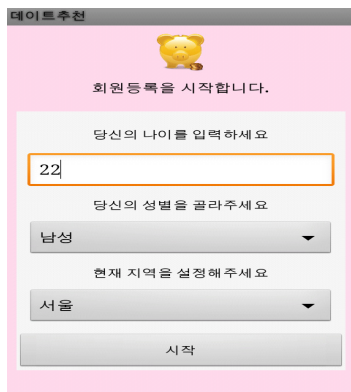 데이트추천
회원등록을 시작합니다.
당신의 나이를 입력하세요
22
당신의 성별을 골라주세요
남성
현재 지역을 설정해주세요
서울
시작